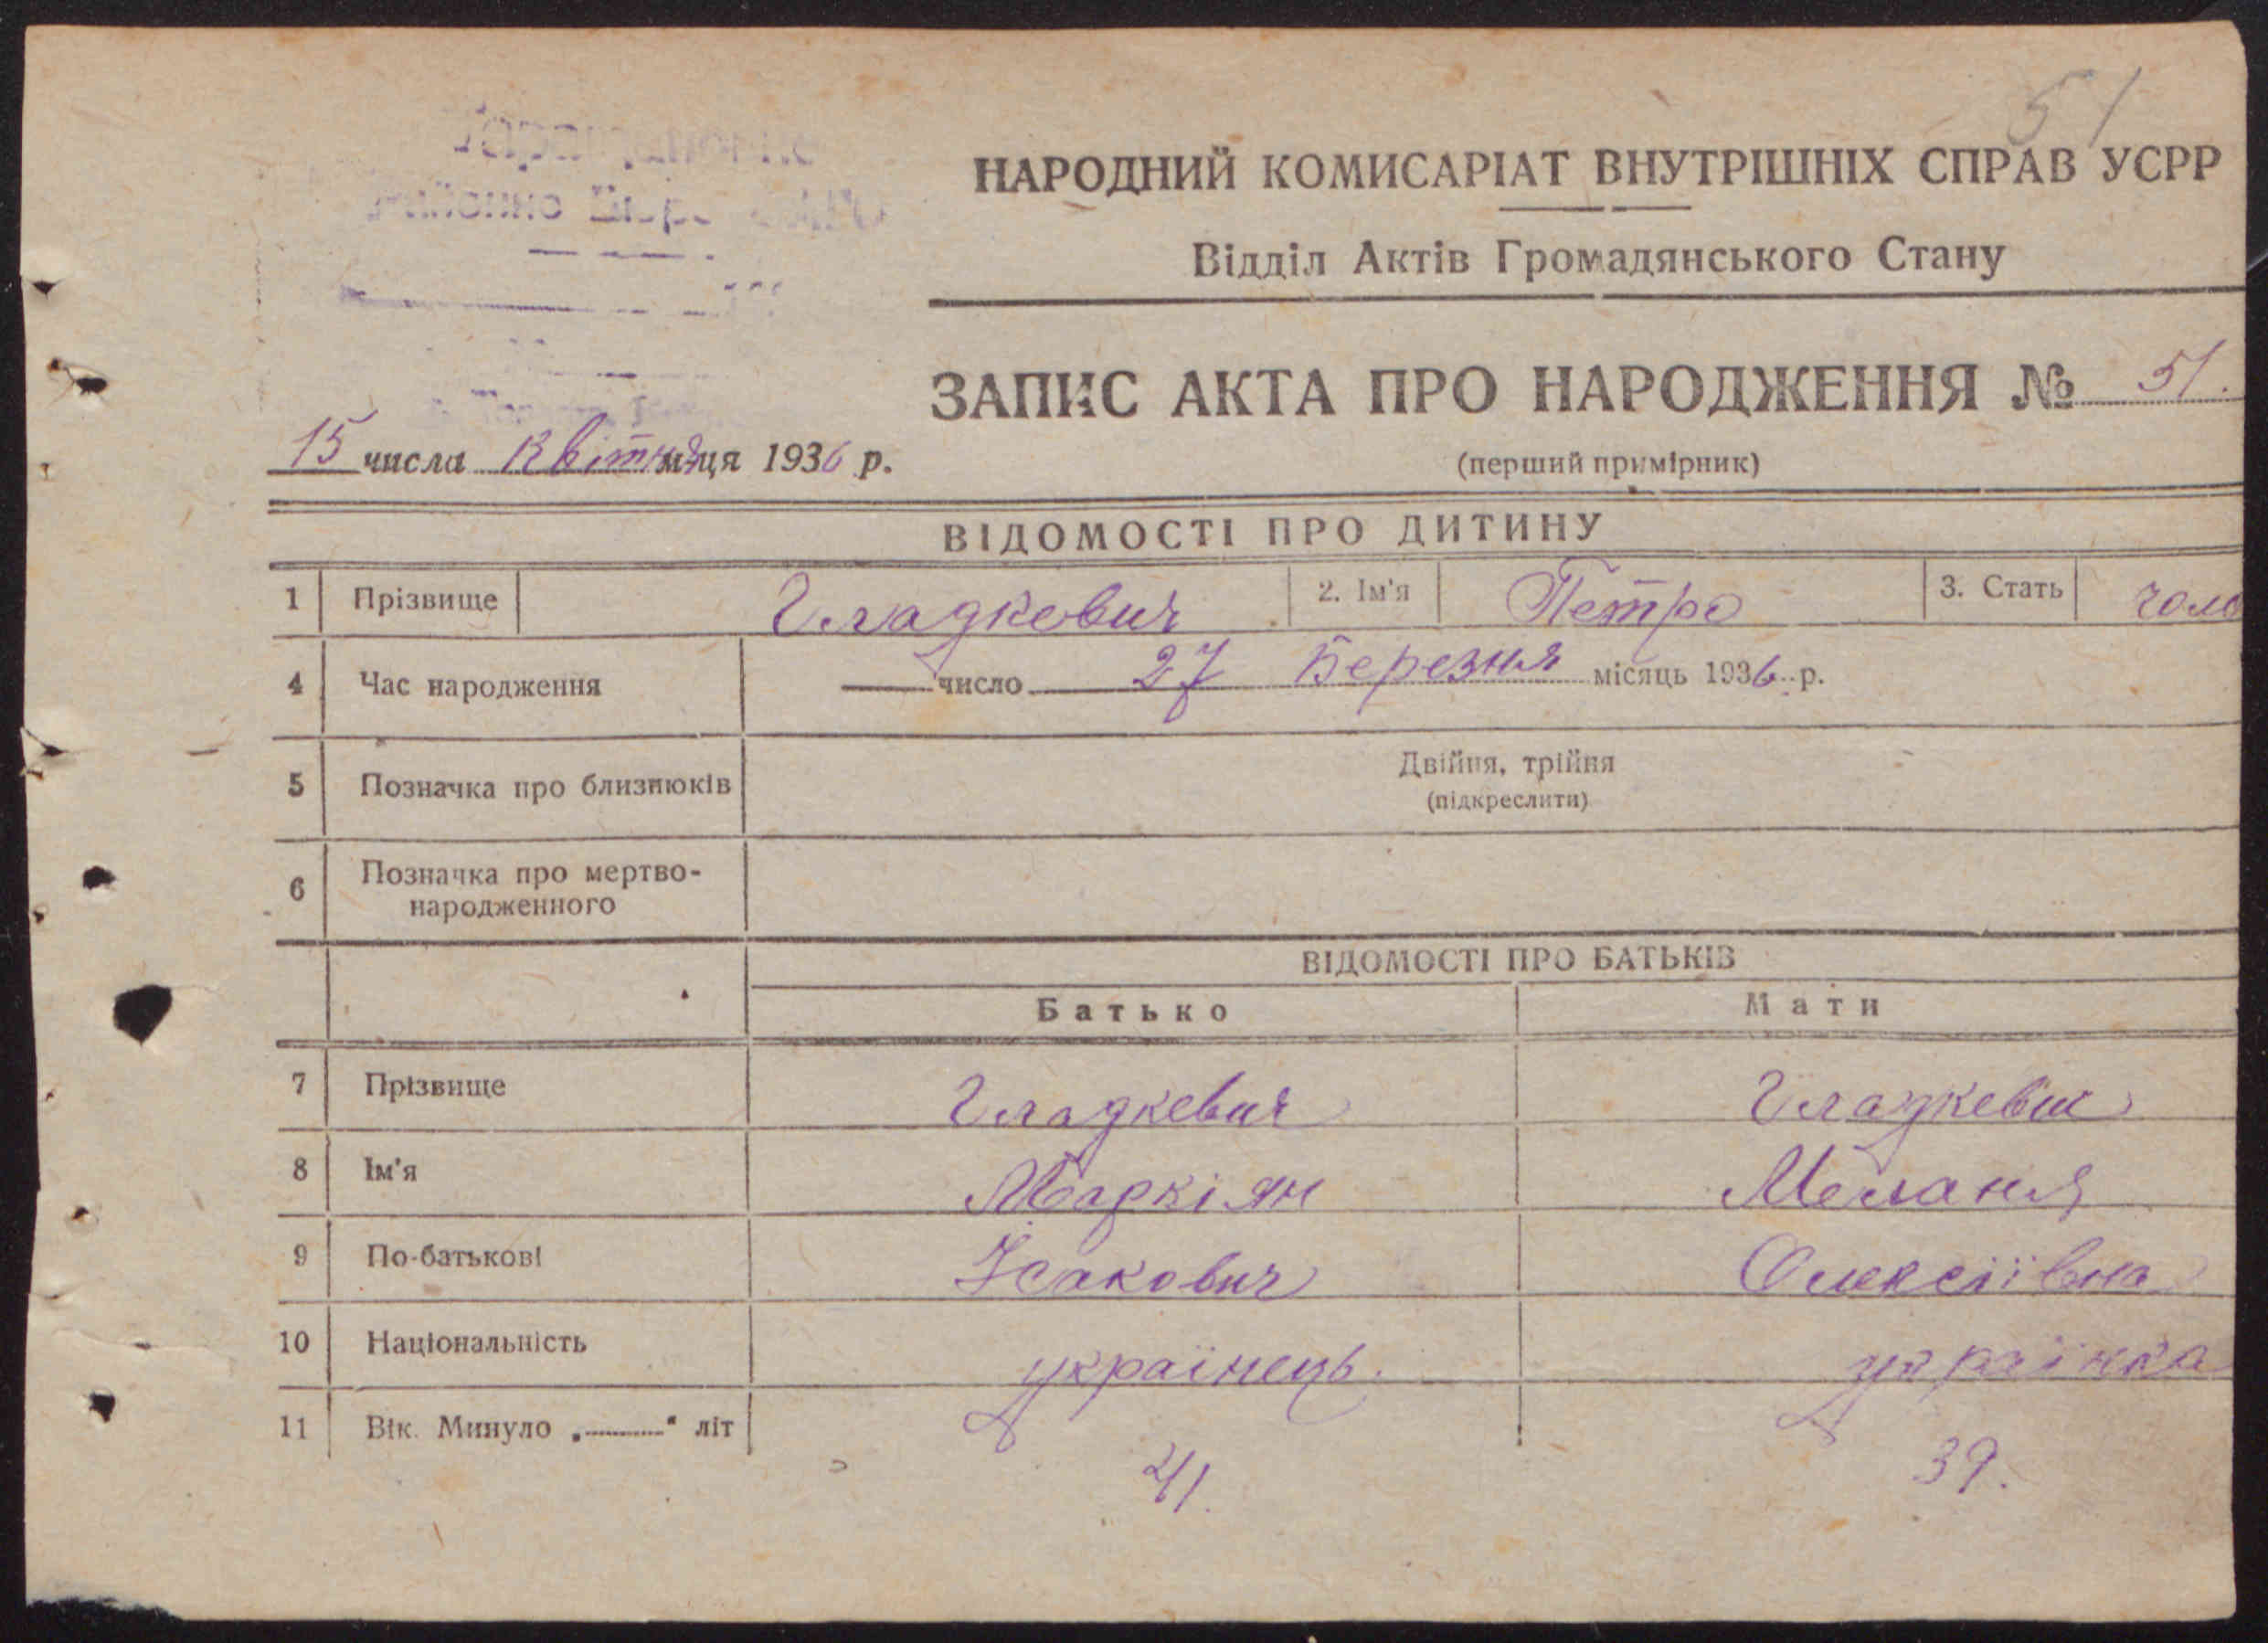 51
НАРОДНИЙ КОМИСАРІАТ ВНУТРІШНІХ СПРАВ УСРР
Відділ Актів Громадянського Стану
ЗАПИС АКТА ПРО НАРОДЖЕННЯ № 51.
15 числа Квітня м-ця 1936 р.
(перший примірник)
ВІДОМОСТІ ПРО ДИТИНУ
1 Прізвище Гладкевич 2. Ім'я Петро 3. Стать чоло
4 Час народження число 27 Березня місяць 1936 р.
5 Позначка про близнюків Двійня, трійня
(підкреслити)
6 Позначка про мертво-
народженного
ВІДОМОСТІ ПРО БАТЬКІВ
Батько Мати
7 Прізвище Гладкевич Гладкевич
8 Ім'я Маркіян Меланя
9 По-батькові Ісакович Олексіївна
10 Національність українець. українка
11 Вік. Минуло „ “ літ 41. 39.